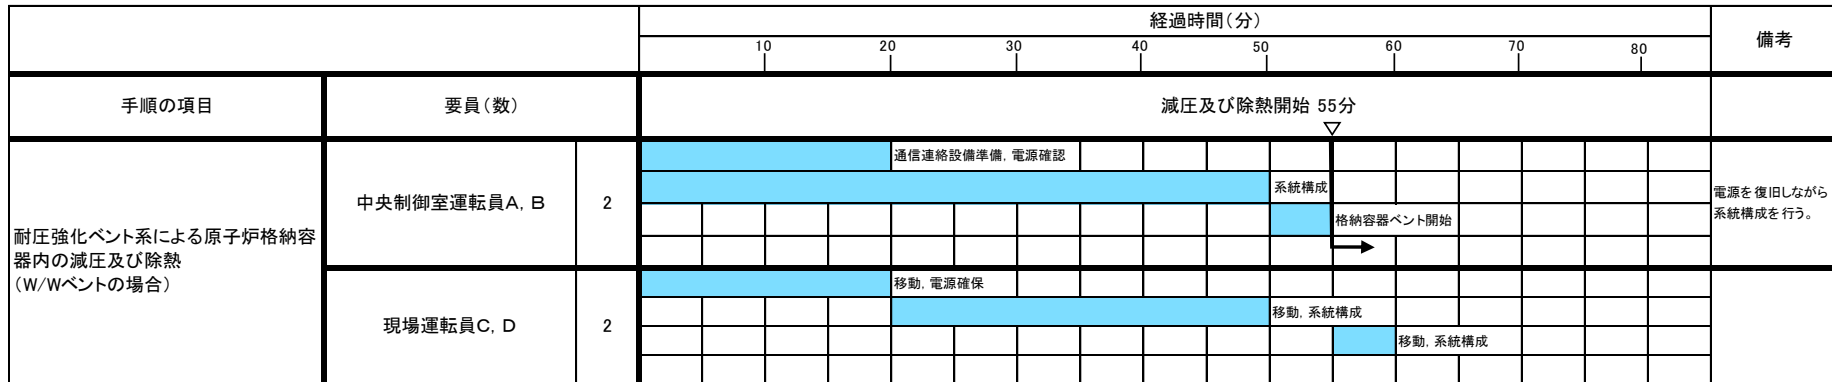 経過時間(分)
備考
10 20 30 40 50 60 70 80
手順の項目
要員(数)
減圧及び除熱開始 55分
耐圧強化ベント系による原子炉格納容
器内の減圧及び除熱
(W/Wベントの場合)
中央制御室運転員A, B
2
通信連絡設備準備, 電源確認
系統構成
格納容器ベント開始
電源を復旧しながら
系統構成を行う。
現場運転員C, D
2
移動, 電源確保
移動, 系統構成
移動, 系統構成